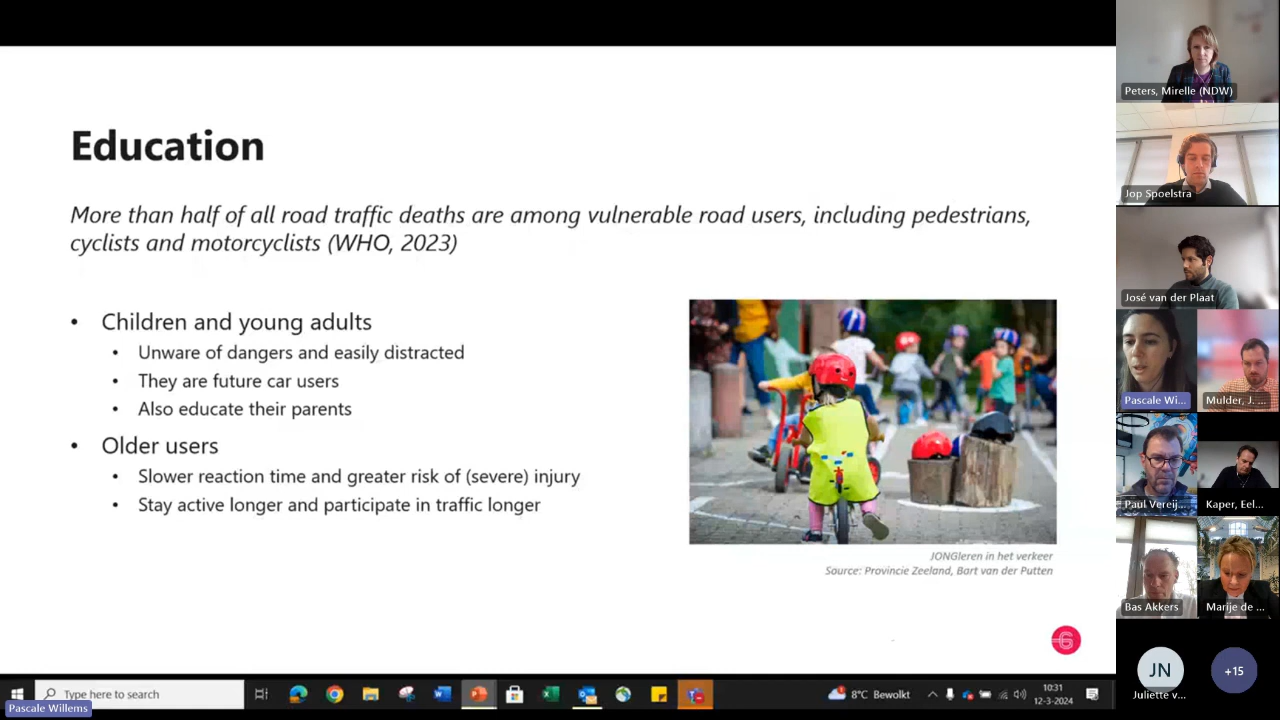 Education
More than half of all road traffic deaths are among vulnerable road users, including pedestrians,
cyclists and motorcyclists (WHO, 2023)
• Children and young adults
• Unware of dangers and easily distracted
• They are future car users
• Also educate their parents
• Older users
• Slower reaction time and greater risk of (severe) injury
• Stay active longer and participate in traffic longer
JONGleren in het verkeer
Source: Provincie Zeeland, Bart van der Putten
6
Peters, Mirelle (NDW)
Jop Spoelstra
José van der Plaat
Pascale Wi...
Mulder, J. ...
Paul Vereij...
Kaper, Eel...
Bas Akkers
Marije de ...
JN
Juliette v...
+15
Type here to search
8°C Bewolkt
10:31
12-3-2024
Pascale Willems